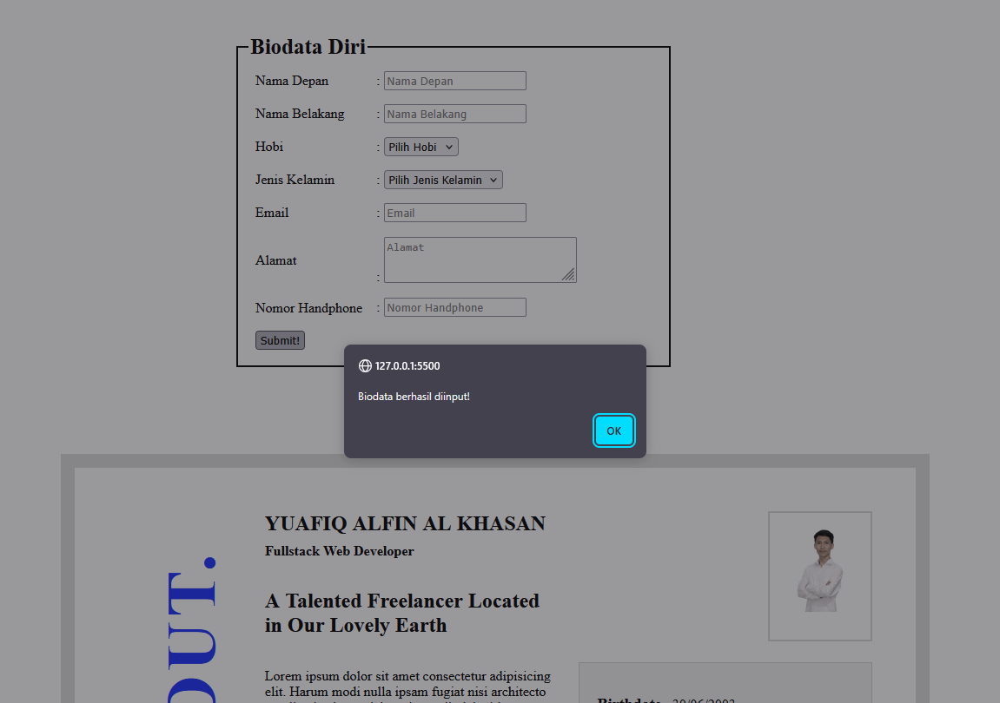 Biodata Diri
Nama Depan : Nama Depan
Nama Belakang : Nama Belakang
Hobi : Pilih Hobi
Jenis Kelamin : Pilih Jenis Kelamin
Email : Email
Alamat : Alamat
Nomor Handphone : Nomor Handphone
Submit!
127.0.0.1:5500
Biodata berhasil diinput!
OK
OUT.
YUAFIQ ALFIN AL KHASAN
Fullstack Web Developer
A Talented Freelancer Located
in Our Lovely Earth
Lorem ipsum dolor sit amet consectetur adipisicing
elit. Harum modi nulla ipsam fugiat nisi architecto
Birthdate